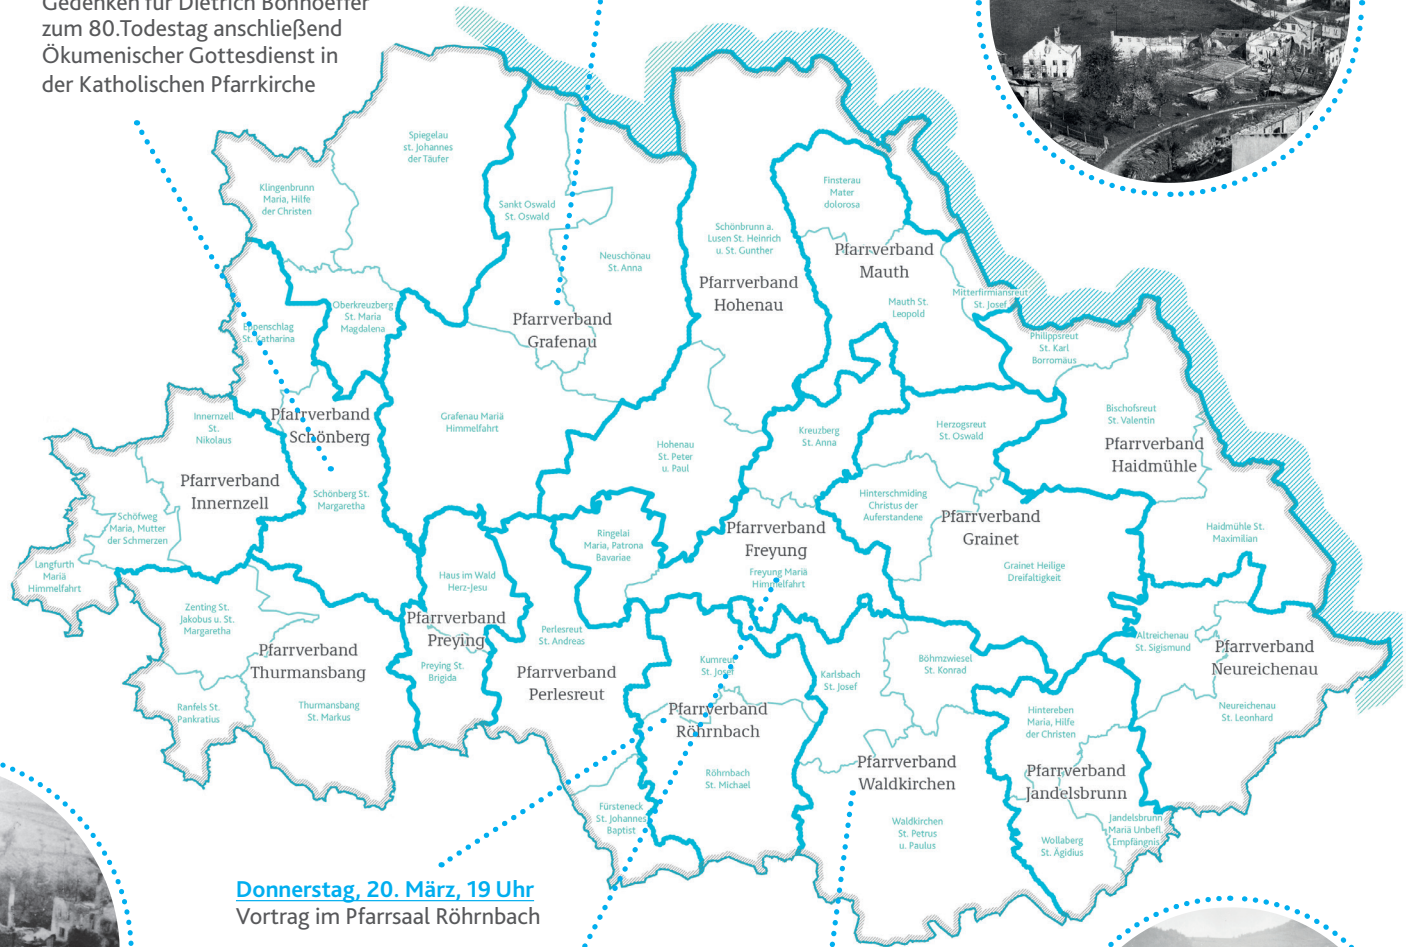 Gedenken für Dietrich Bonhoeffer
zum 80.Todestag anschließend
Ökumenischer Gottesdienst in
der Katholischen Pfarrkirche
Spiegelau
st. Johannes
der Täufer
Klingenbrunn
Maria, Hilfe
der Christen
Sankt Oswald
St. Oswald
Neuschönau
St. Anna
Finsterau
Mater
dolorosa
Schönbrunn a.
Lusen St. Heinrich
u. St. Gunther
Pfarrverband
Hohenau
Pfarrverband
Mauth
Mauth St.
Leopold
Mitterfirmiansreut
St. Josef
Philippsreut
St. Karl
Borromäus
Oberkreuzberg
St. Maria
Magdalena
Eppenschlag
St. Katharina
Pfarrverband
Grafenau
Innernzell
St.
Nikolaus
Pfarrverband
Schönberg
Grafenau Mariä
Himmelfahrt
Hohenau
St. Peter
u. Paul
Kreuzberg
St. Anna
Herzogsreut
St. Oswald
Bischofsreut
St. Valentin
Pfarrverband
Haidmühle
Pfarrverband
Innernzell
Schönberg St.
Margaretha
Schöfweg
Maria, Mutter
der Schmerzen
Langfurth
Mariä
Himmelfahrt
Ringelai
Maria, Patrona
Bavariae
Pfarrverband
Freyung
Freyung Mariä
Himmelfahrt
Hinterschmiding
Christus der
Auferstandene
Pfarrverband
Grainet
Grainet Heilige
Dreifaltigkeit
Haidmühle St.
Maximilian
Haus im Wald
Herz-Jesu
Zenting St.
Jakobus u. St.
Margaretha
Pfarrverband
Thurmansbang
Pfarrverband
Preying
Preying St.
Brigida
Perlesreut
St. Andreas
Pfarrverband
Perlesreut
Kumreut
St. Josef
Karlsbach
St. Josef
Böhmzwiesel
St. Konrad
Altreichenau
St. Sigismund
Pfarrverband
Neureichenau
Neureichenau
St. Leonhard
Ranfels St.
Pankratius
Thurmansbang
St. Markus
Pfarrverband
Röhrnbach
Röhrnbach
St. Michael
Hintereben
Maria, Hilfe
der Christen
Pfarrverband
Waldkirchen
Pfarrverband
Jandelsbrunn
Fürsteneck
St. Johannes
Baptist
Waldkirchen
St. Petrus
u. Paulus
Wollaberg
St. Ägidius
Jandelsbrunn
Mariä Unbefl.
Empfängnis
Donnerstag, 20. März, 19 Uhr
Vortrag im Pfarrsaal Röhrnbach